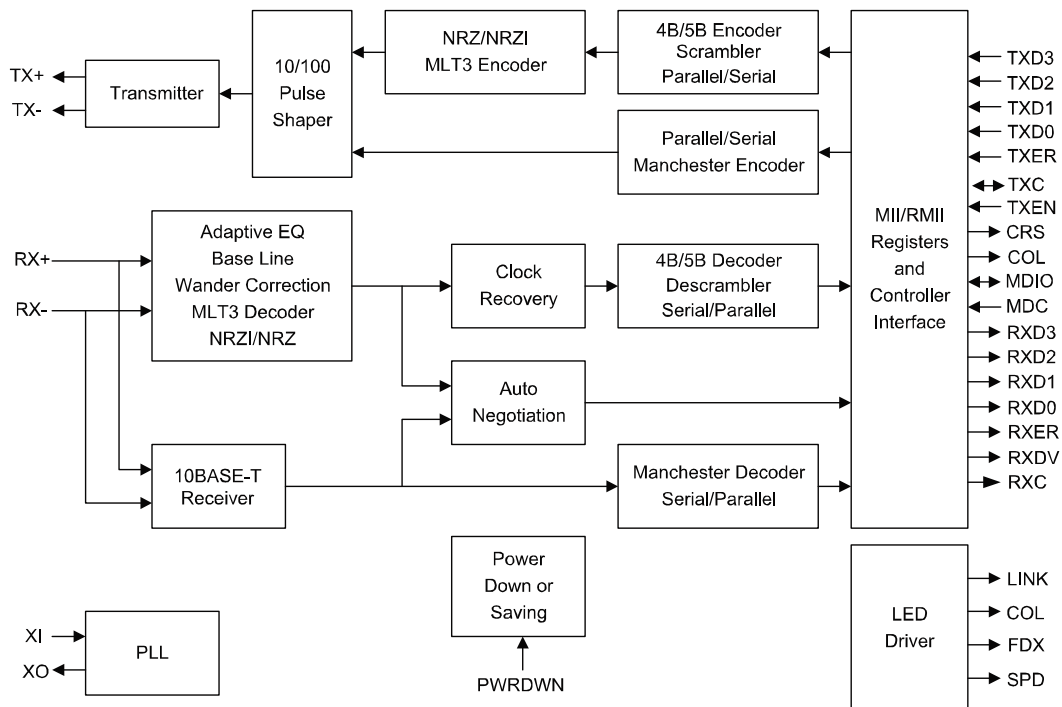 TX+
TX-
Transmitter
10/100
Pulse
Shaper
NRZ/NRZI
MLT3 Encoder
4B/5B Encoder
Scrambler
Parallel/Serial
Parallel/Serial
Manchester Encoder
RX+
RX-
Adaptive EQ
Base Line
Wander Correction
MLT3 Decoder
NRZI/NRZ
Clock
Recovery
4B/5B Decoder
Descrambler
Serial/Parallel
Auto
Negotiation
10BASE-T
Receiver
Manchester Decoder
Serial/Parallel
MII/RMII
Registers
and
Controller
Interface
TXD3
TXD2
TXD1
TXD0
TXER
TXC
TXEN
CRS
COL
MDIO
MDC
RXD3
RXD2
RXD1
RXD0
RXER
RXDV
RXC
XI
XO
PLL
Power
Down or
Saving
PWRDWN
LED
Driver
LINK
COL
FDX
SPD